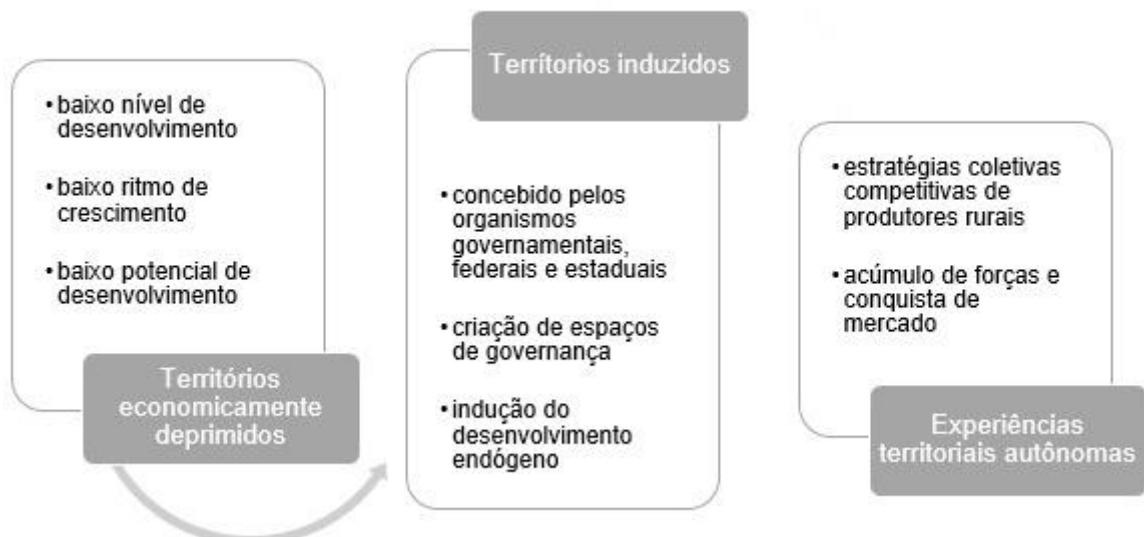 • baixo nível de
desenvolvimento
• baixo ritmo de
crescimento
• baixo potencial de
desenvolvimento
Territórios
economicamente
deprimidos
Terrítorios induzidos
• concebido pelos
organismos
governamentais,
federais e estaduais
• criação de espaços
de governança
• indução do
desenvolvimento
endógeno
• estratégias coletivas
competitivas de
produtores rurais
• acúmulo de forças e
conquista de
mercado
Experiências
territoriais autônomas